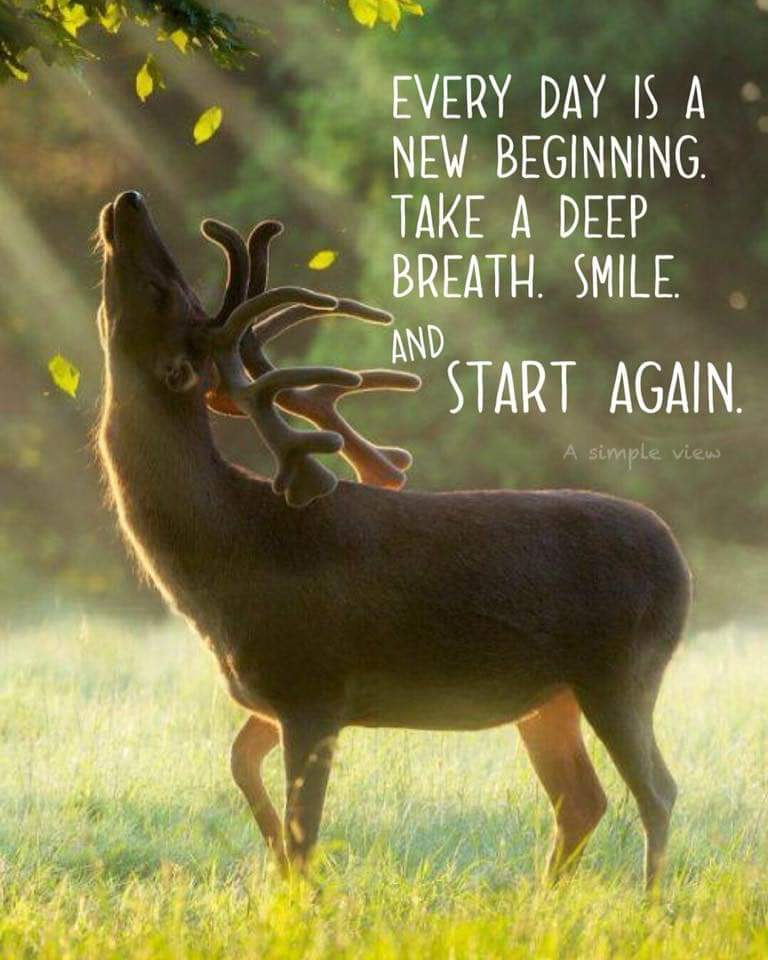 EVERY DAY IS A
NEW BEGINNING.
TAKE A DEEP
BREATH. SMILE.
AND
START AGAIN.
A simple view